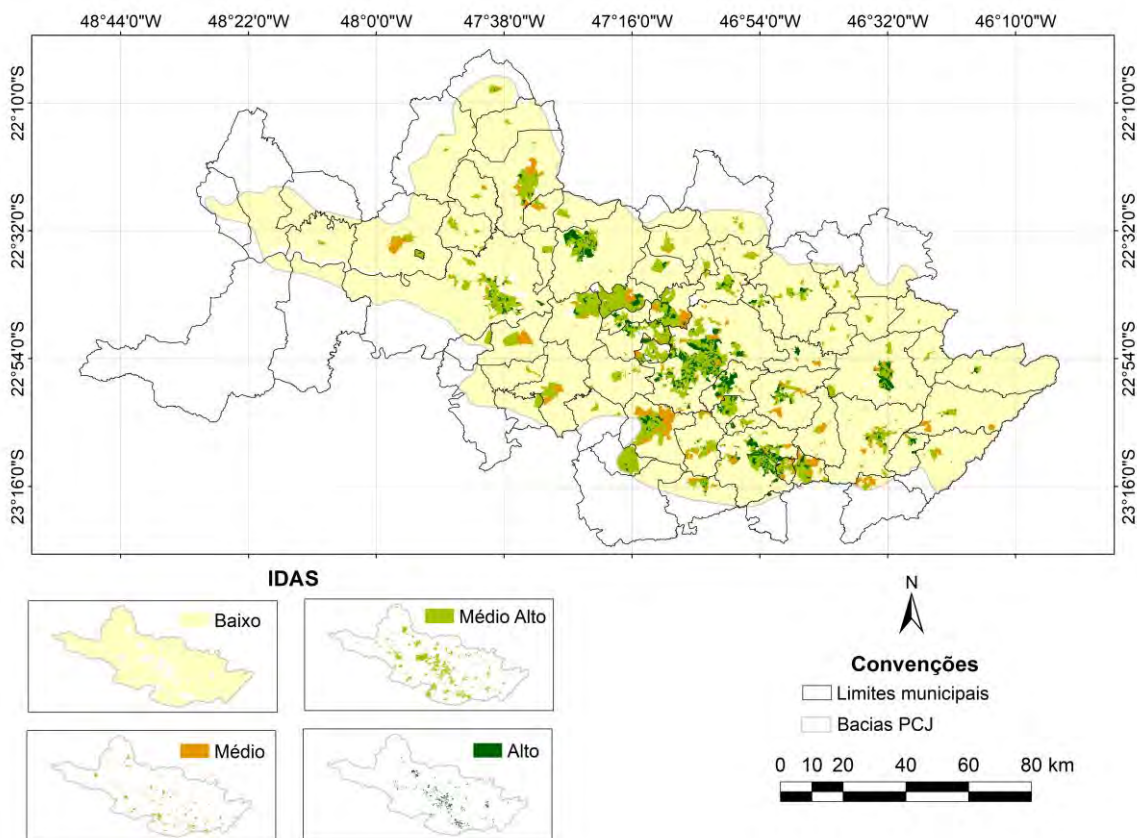 48°44'0"W 48°22'0"W 48°0'0"W 47°38'0"W 47°16'0"W 46°54'0"W 46°32'0"W 46°10'0"W
22°10'0"S 22°10'0"S
22°32'0"S 22°32'0"S
22°54'0"S 22°54'0"S
23°16'0"S 23°16'0"S
IDAS
Baixo
Médio Alto
Médio
Alto
N
Convenções
Limites municipais
Bacias PCJ
0 10 20 40 60 80 km